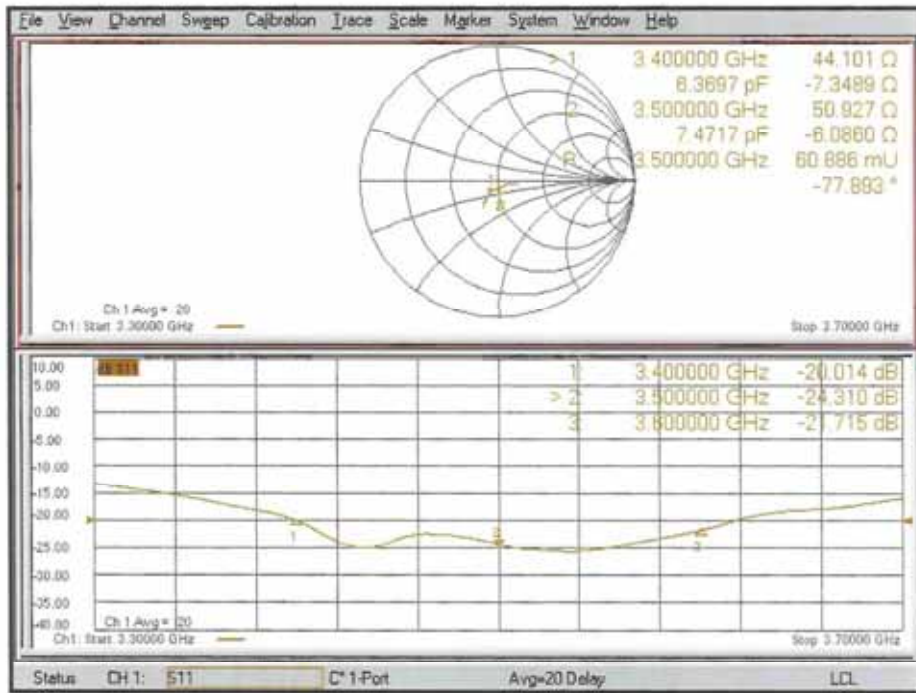 File View Channel Sweep Calibration Trace Scale Marker System Window Help
> 1 3.400000 GHz 44.101 Ω
6.3697 pF -7.3489 Ω
2 3.500000 GHz 50.927 Ω
7.4717 pF -6.0860 Ω
R 3.500000 GHz 60.886 mU
-77.893 °
Ch 1 Avg = 20
Ch1: Start 3.30000 GHz
Stop 3.70000 GHz
10.00
5.00
0.00
-5.00
-10.00
-15.00
-20.00
-25.00
-30.00
-35.00
-40.00
1: 3.400000 GHz -20.014 dB
> 2: 3.500000 GHz -24.310 dB
3: 3.600000 GHz -21.715 dB
1
2
3
Ch 1 Avg = 20
Ch1: Start 3.30000 GHz
Stop 3.70000 GHz
Status CH 1: S11 C* 1-Port Avg=20 Delay LCL